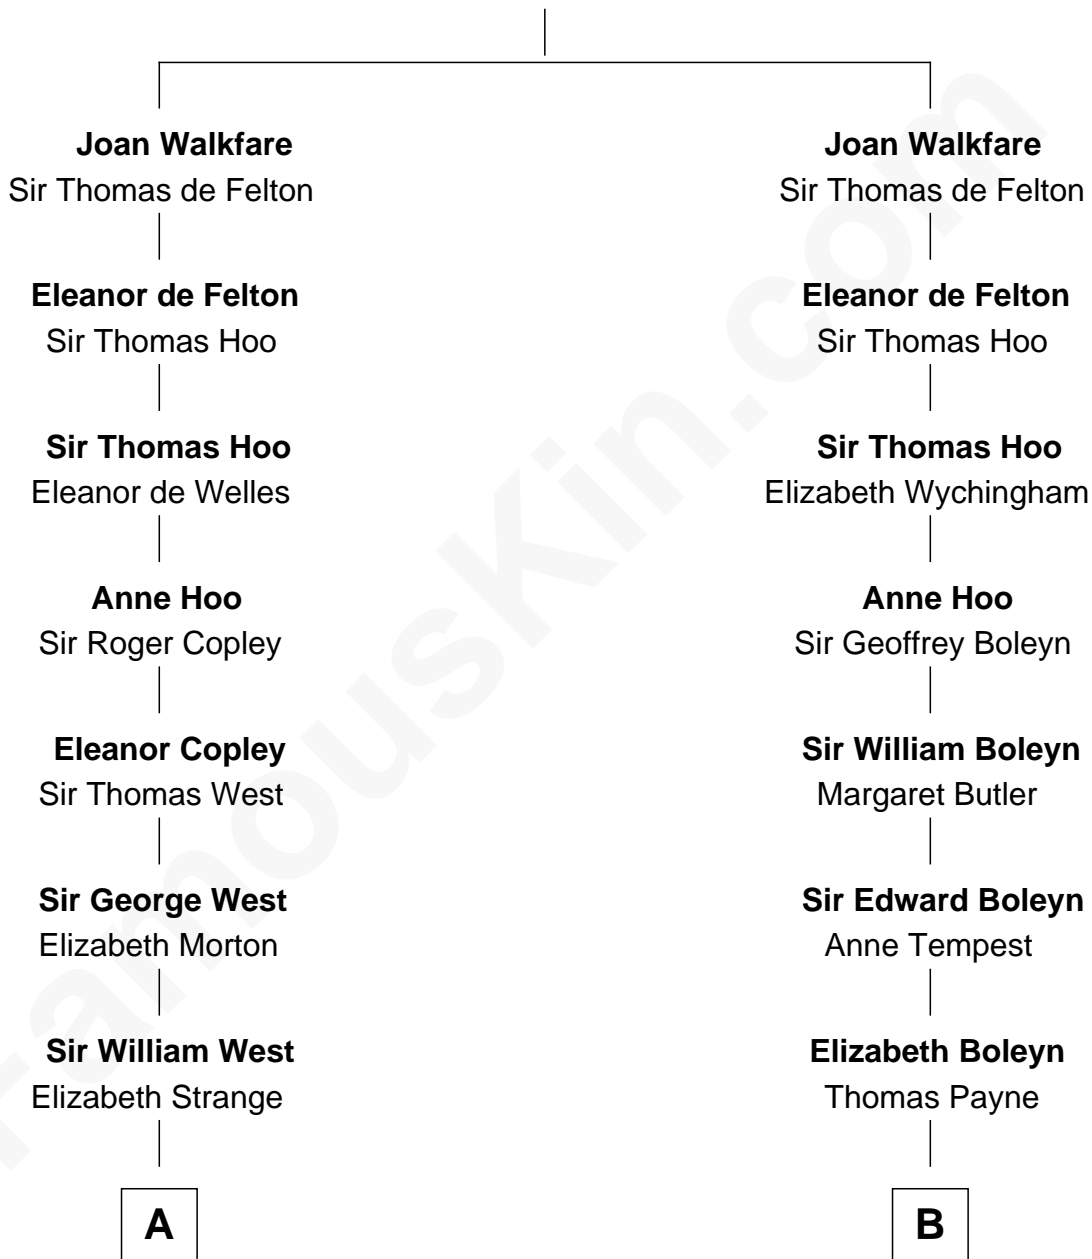 Joan Walkfare
Sir Thomas de Felton
Eleanor de Felton
Sir Thomas Hoo
Sir Thomas Hoo
Eleanor de Welles
Anne Hoo
Sir Roger Copley
Eleanor Copley
Sir Thomas West
Sir George West
Elizabeth Morton
Sir William West
Elizabeth Strange
A
Joan Walkfare
Sir Thomas de Felton
Eleanor de Felton
Sir Thomas Hoo
Sir Thomas Hoo
Elizabeth Wychingham
Anne Hoo
Sir Geoffrey Boleyn
Sir William Boleyn
Margaret Butler
Sir Edward Boleyn
Anne Tempest
Elizabeth Boleyn
Thomas Payne
B
FamousKin.com